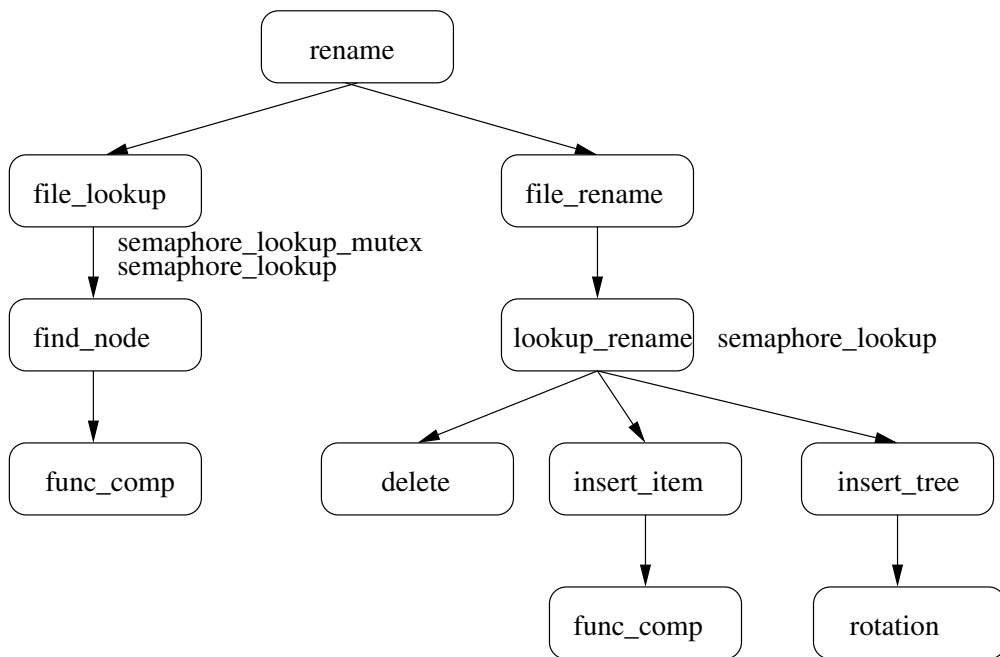 rename
file_lookup
file_rename
semaphore_lookup_mutex
semaphore_lookup
find_node
lookup_rename
semaphore_lookup
func_comp
delete
insert_item
insert_tree
func_comp
rotation